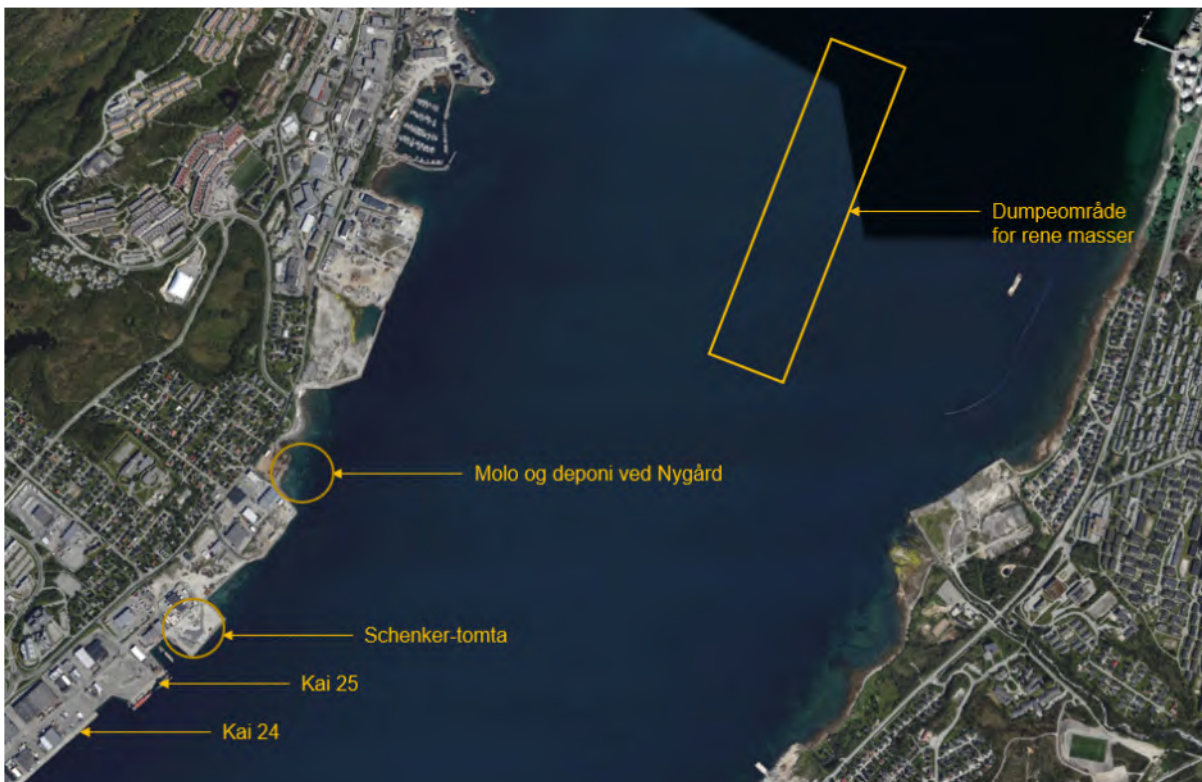 Dumpeområde
for rene masser
Molo og deponi ved Nygård
Schenker-tomta
Kai 25
Kai 24